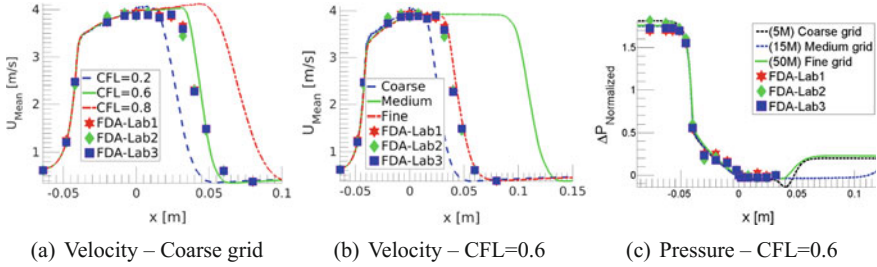 4
3
2
1
U_Mean [m/s]
CFL=0.2
CFL=0.6
CFL=0.8
FDA-Lab1
FDA-Lab2
FDA-Lab3
-0.05
0
0.05
0.1
x [m]
(a) Velocity – Coarse grid
4
3
2
1
U_Mean [m/s]
Coarse
Medium
Fine
FDA-Lab1
FDA-Lab2
FDA-Lab3
-0.05
0
0.05
0.1
0.15
x [m]
(b) Velocity – CFL=0.6
1.5
1
0.5
0
ΔP_Normalized
(5M) Coarse grid
(15M) Medium grid
(50M) Fine grid
FDA-Lab1
FDA-Lab2
FDA-Lab3
-0.05
0
0.05
0.1
x [m]
(c) Pressure – CFL=0.6